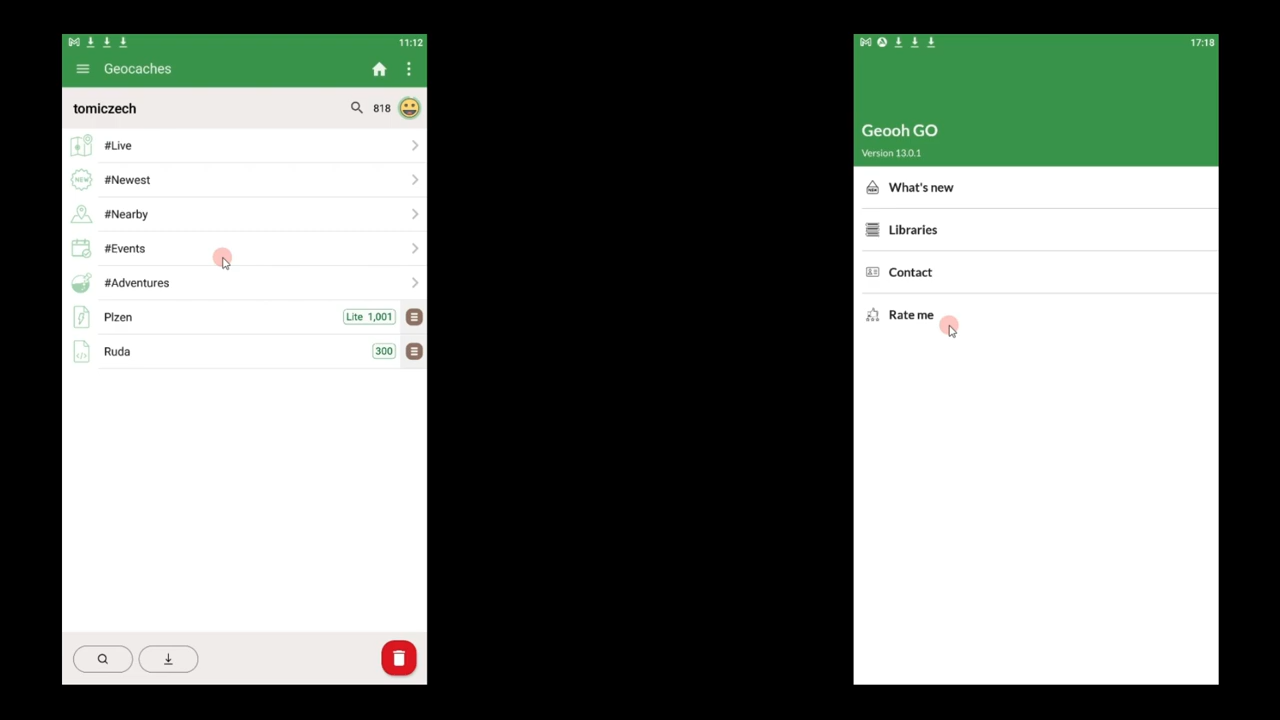 11:12
Geocaches
tomiczech
818
#Live
#Newest
NEW
#Nearby
#Events
#Adventures
Plzen
Lite 1,001
Ruda
300
17:18
Geooh GO
Version 13.0.1
What's new
Libraries
Contact
Rate me